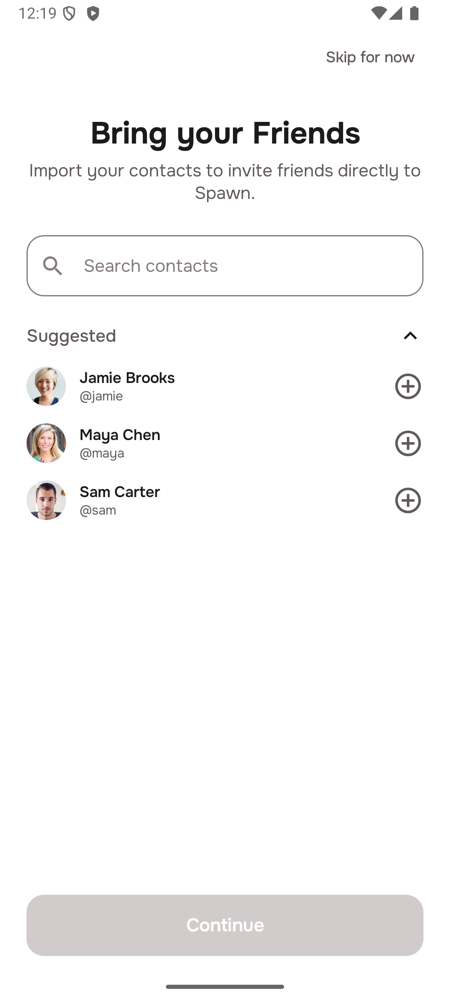 12:19
Skip for now
Bring your Friends
Import your contacts to invite friends directly to
Spawn.
Search contacts
Suggested
Jamie Brooks
@jamie
Maya Chen
@maya
Sam Carter
@sam
Continue